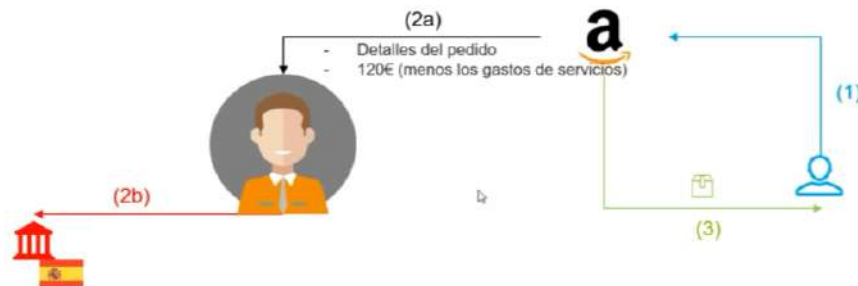 (2a)
- Detalles del pedido
- 120€ (menos los gastos de servicios)
a
(1)
(2b)
(3)